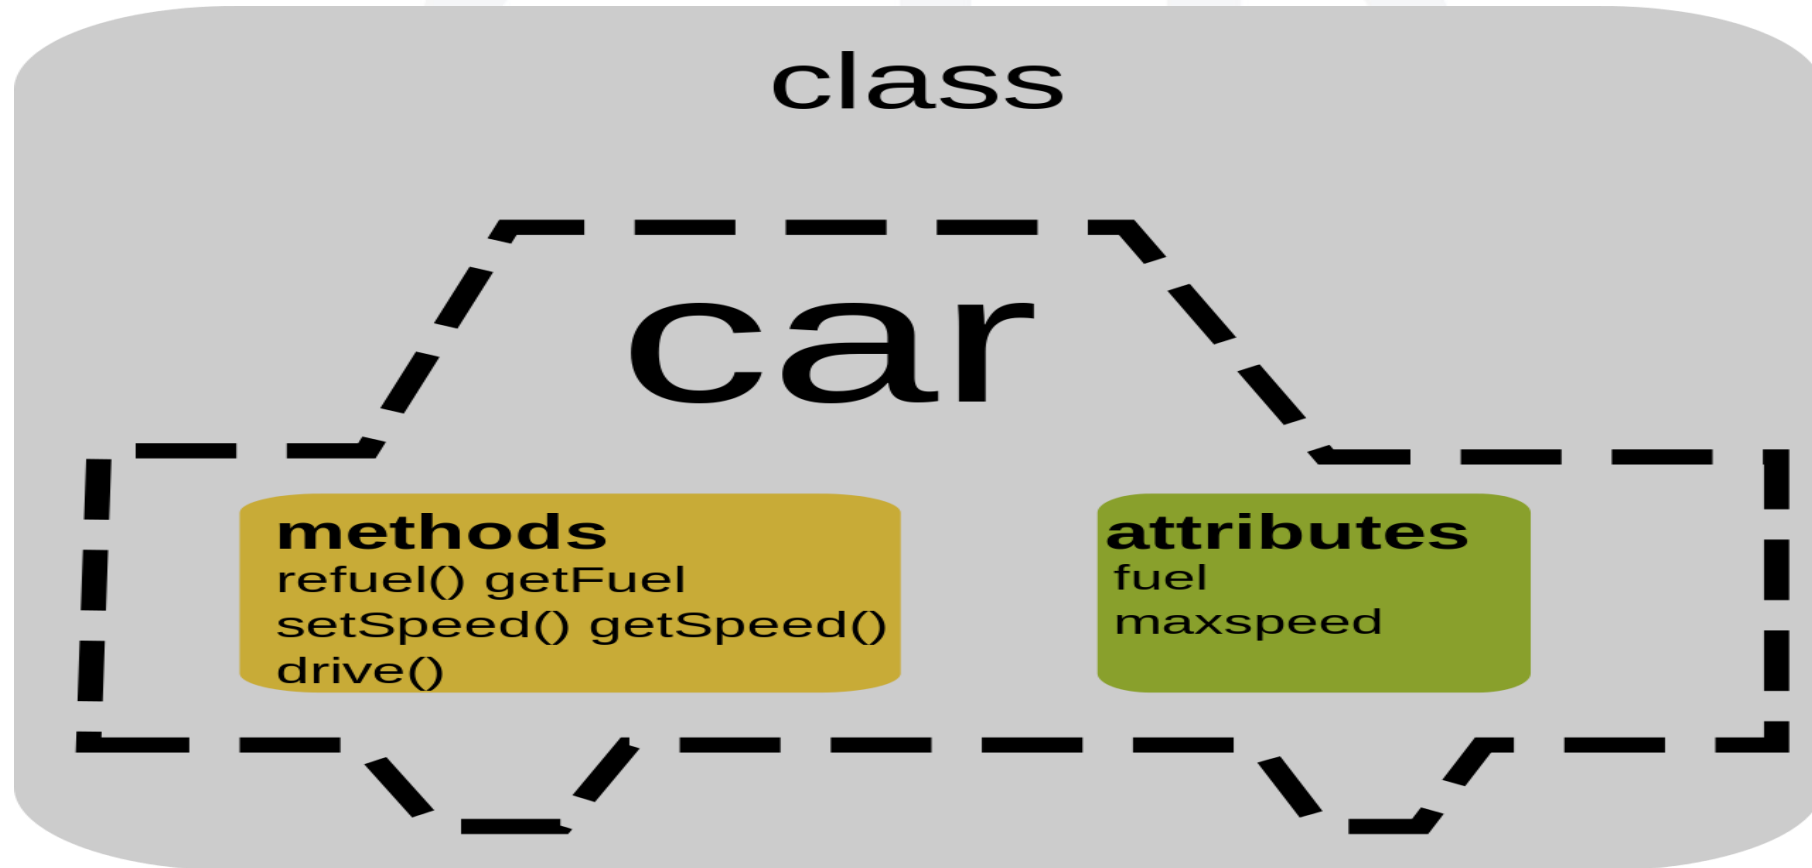 class
car
methods
refuel() getFuel
setSpeed() getSpeed()
drive()
attributes
fuel
maxspeed